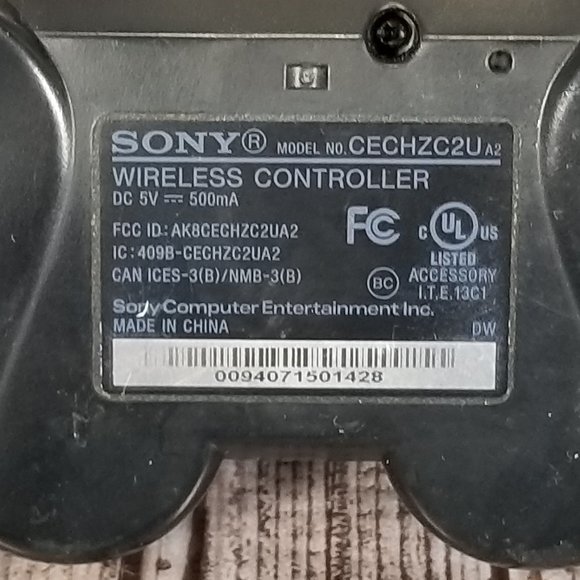 SONY® MODEL NO. CECHZC2U A2
WIRELESS CONTROLLER
DC 5V ⎓ 500mA
FCC ID: AK8CECHZC2UA2
IC: 409B-CECHZC2UA2
CAN ICES-3(B)/NMB-3(B)
FC
C UL US
LISTED
BC ACCESSORY
I.T.E.13C1
Sony Computer Entertainment Inc.
MADE IN CHINA DW
0094071501428